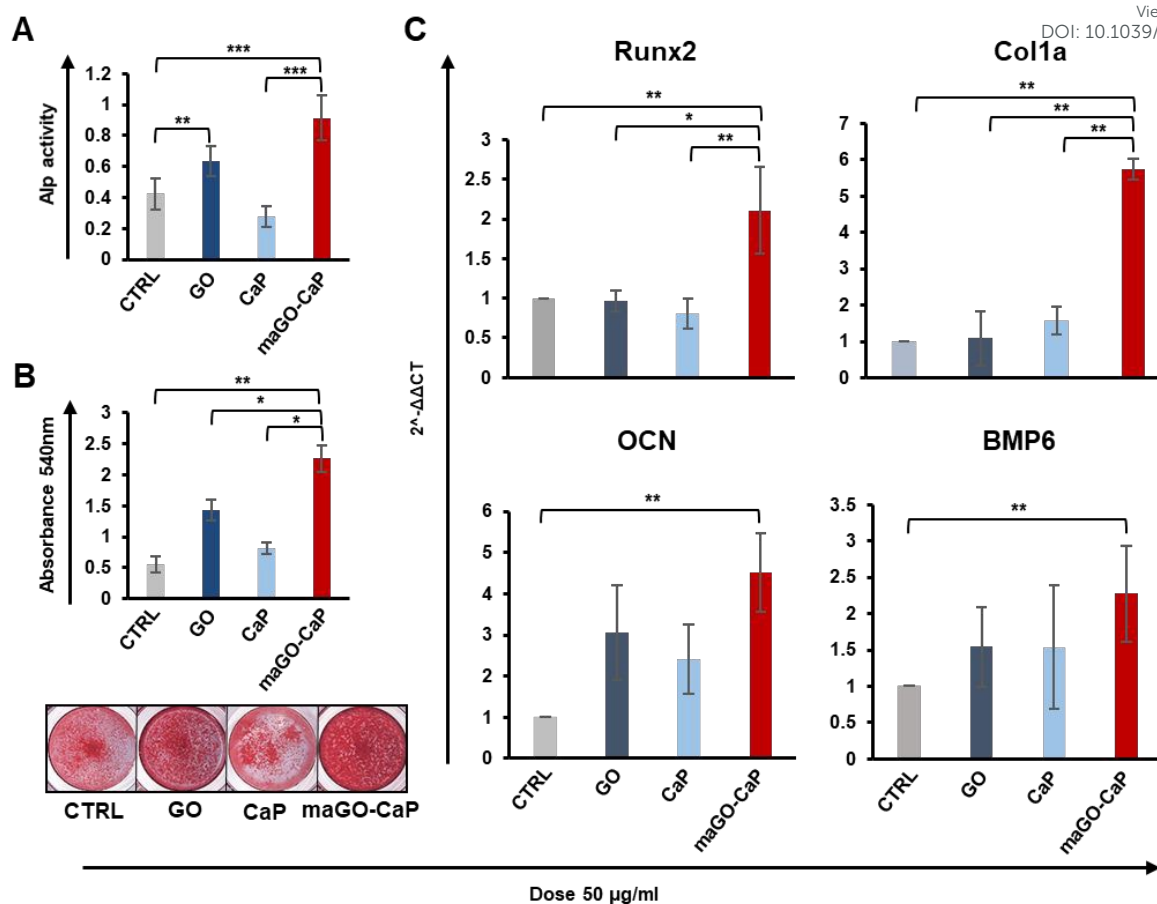 Vie
DOI: 10.1039/
A
Alp activity
1.2
1
0.8
0.6
0.4
0.2
0
***
***
**
CTRL
GO
CaP
maGO-CaP
B
Absorbance 540nm
3
2.5
2
1.5
1
0.5
0
**
*
*
CTRL
GO
CaP
maGO-CaP
CTRL GO CaP maGO-CaP
C
2^-ΔΔCT
Runx2
**
*
**
3
2.5
2
1.5
1
0.5
0
Col1a
**
**
**
7
6
5
4
3
2
1
0
OCN
**
6
5
4
3
2
1
0
CTRL
GO
CaP
maGO-CaP
BMP6
**
3.5
3
2.5
2
1.5
1
0.5
0
CTRL
GO
CaP
maGO-CaP
Dose 50 µg/ml